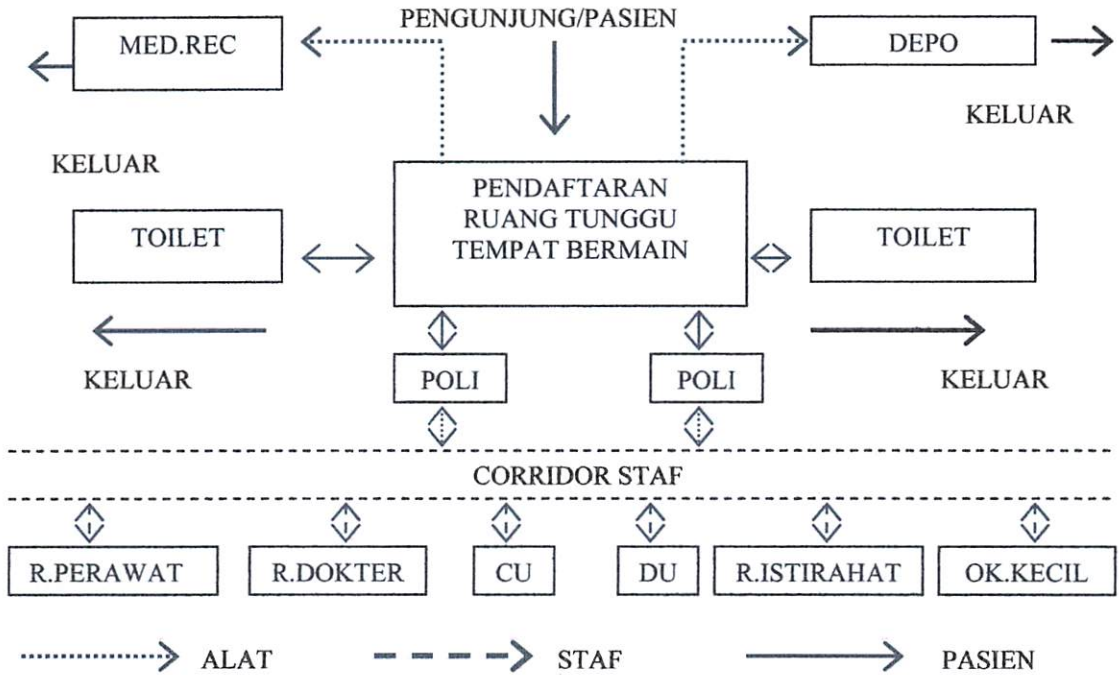 PENGUNJUNG/PASIEN
MED.REC
DEPO
KELUAR
KELUAR
PENDAFTARAN
RUANG TUNGGU
TEMPAT BERMAIN
TOILET
TOILET
KELUAR
KELUAR
POLI
POLI
CORRIDOR STAF
R.PERAWAT
R.DOKTER
CU
DU
R.ISTIRAHAT
OK.KECIL
ALAT
STAF
PASIEN